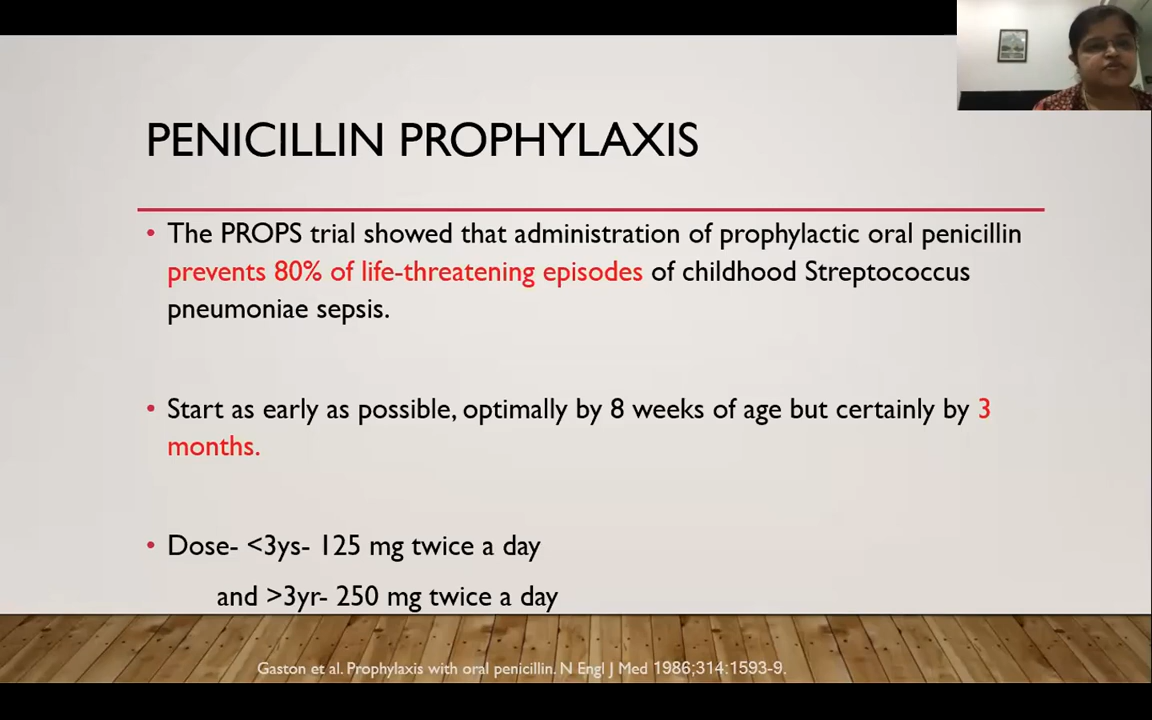 PENICILLIN PROPHYLAXIS
• The PROPS trial showed that administration of prophylactic oral penicillin
prevents 80% of life-threatening episodes of childhood Streptococcus
pneumoniae sepsis.
• Start as early as possible, optimally by 8 weeks of age but certainly by 3
months.
• Dose- <3ys- 125 mg twice a day
and >3yr- 250 mg twice a day
Gaston et al. Prophylaxis with oral penicillin. N Engl J Med 1986;314:1593-9.